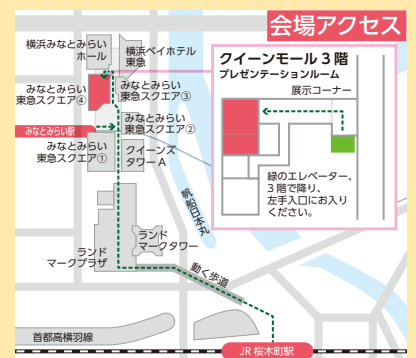 会場アクセス
横浜みなとみらい
ホール
横浜ベイホテル
東急
みなとみらい
東急スクエア④
みなとみらい
東急スクエア③
みなとみらい駅
みなとみらい
東急スクエア②
みなとみらい
東急スクエア①
クイーンズ
タワーA
クイーンモール3階
プレゼンテーションルーム
展示コーナー
緑のエレベーター、
3階で降り、
左手入口にお入り
ください。
帆船日本丸
ランド
マークプラザ
ランド
マークタワー
動く歩道
首都高横羽線
JR桜木町駅